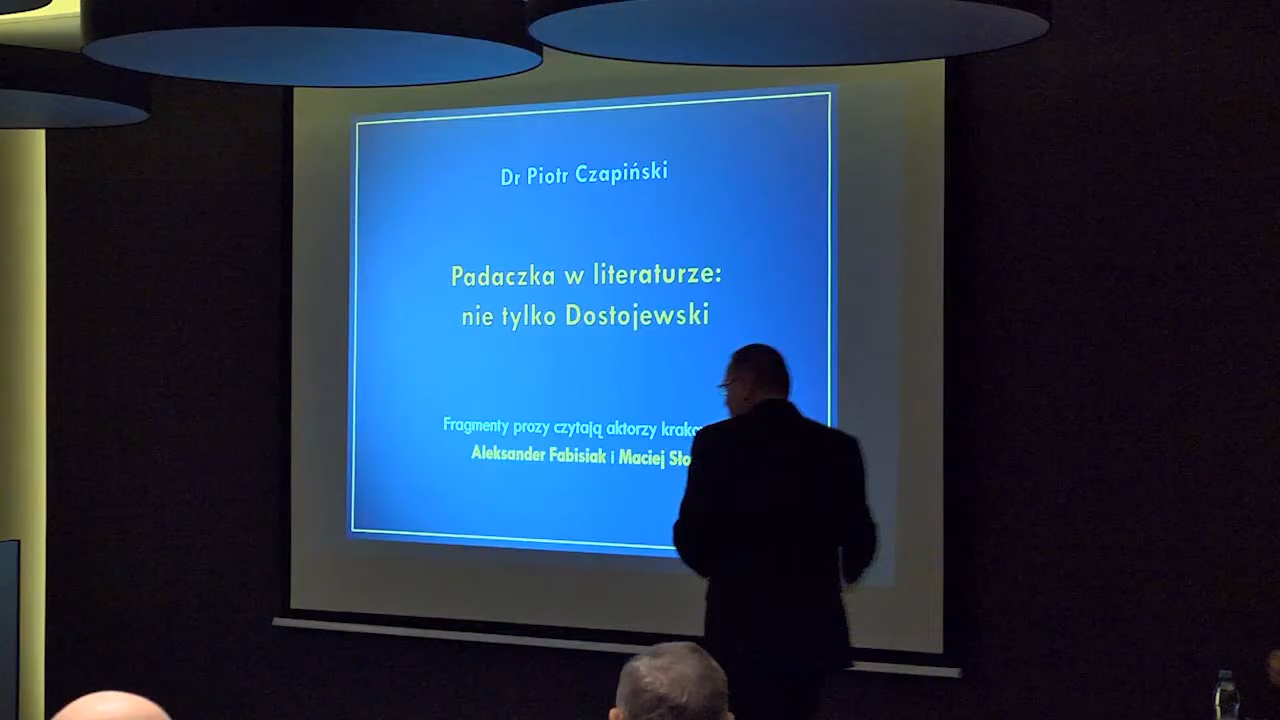 Dr Piotr Czapiński
Padaczka w literaturze:
nie tylko Dostojewski
Fragmenty prozy czytają aktorzy
Aleksander Fabisiak i Maciej